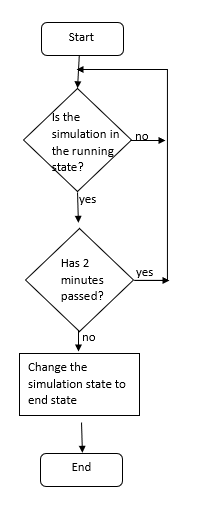 Start
Is the
simulation in
the running
state?
no
yes
Has 2
minutes
passed?
yes
no
Change the
simulation state to
end state
End